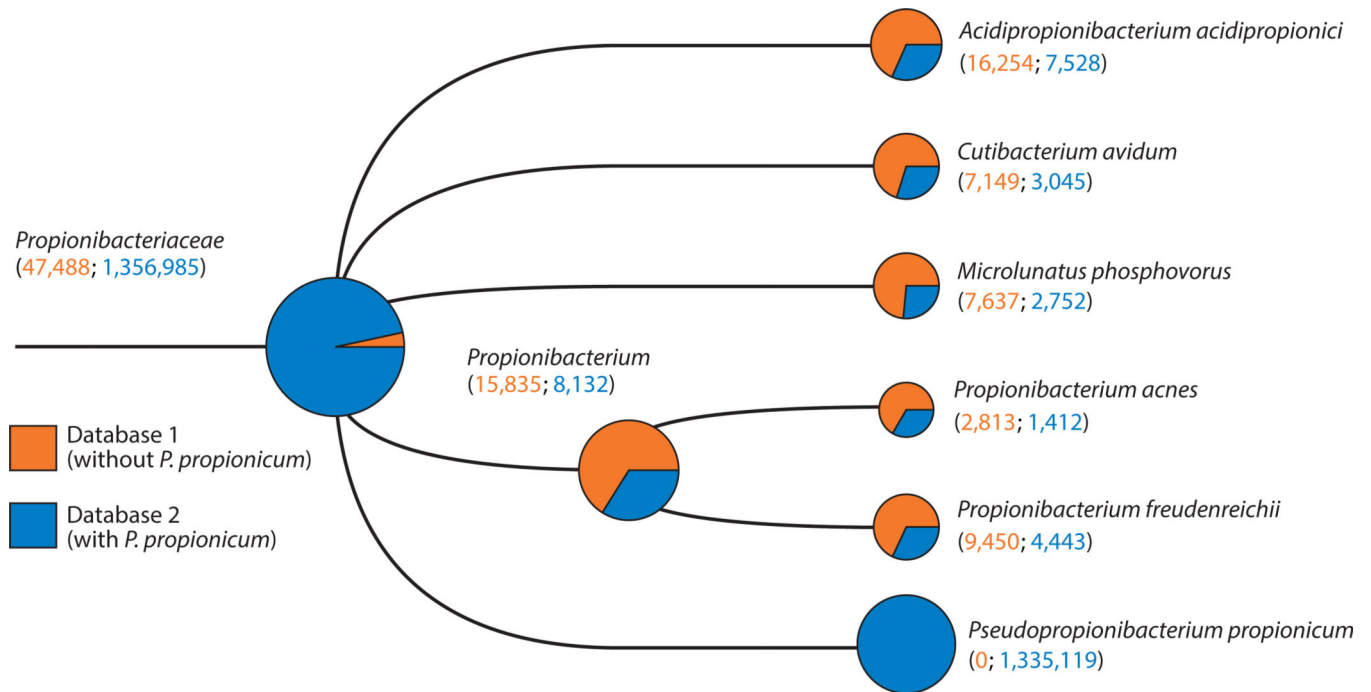 Acidipropionibacterium acidipropionici
(16,254; 7,528)
Cutibacterium avidum
(7,149; 3,045)
Propionibacteriaceae
(47,488; 1,356,985)
Microlunatus phosphovorus
(7,637; 2,752)
Propionibacterium
(15,835; 8,132)
Propionibacterium acnes
(2,813; 1,412)
Database 1
(without P. propionicum)
Database 2
(with P. propionicum)
Propionibacterium freudenreichii
(9,450; 4,443)
Pseudopropionibacterium propionicum
(0; 1,335,119)